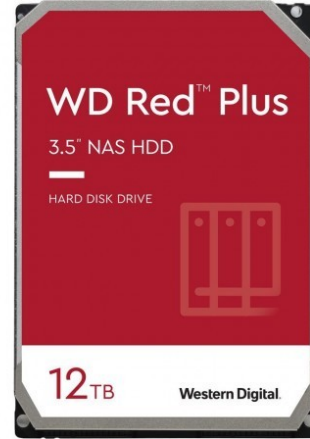 WD Red™ Plus
3.5" NAS HDD
HARD DISK DRIVE
12TB
Western Digital.